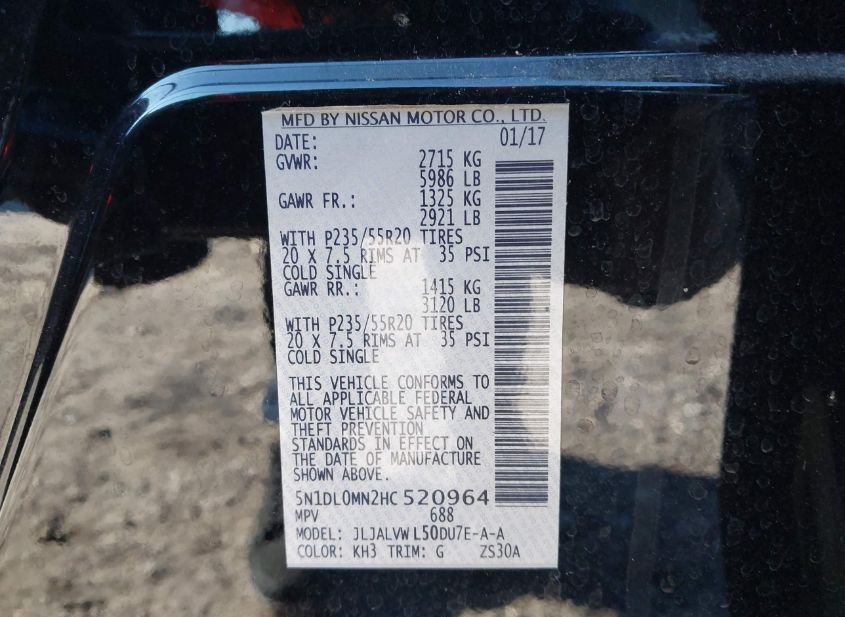 MFD BY NISSAN MOTOR CO., LTD.
DATE: 01/17
GVWR: 2715 KG
5986 LB
GAWR FR.: 1325 KG
2921 LB
WITH P235/55R20 TIRES
20 X 7.5 RIMS AT 35 PSI
COLD SINGLE
GAWR RR.: 1415 KG
3120 LB
WITH P235/55R20 TIRES
20 X 7.5 RIMS AT 35 PSI
COLD SINGLE
THIS VEHICLE CONFORMS TO
ALL APPLICABLE FEDERAL
MOTOR VEHICLE SAFETY AND
THEFT PREVENTION
STANDARDS IN EFFECT ON
THE DATE OF MANUFACTURE
SHOWN ABOVE.
5N1DL0MN2HC 520964
MPV 688
MODEL: JLJALVW L50DU7E-A-A
COLOR: KH3 TRIM: G ZS30A